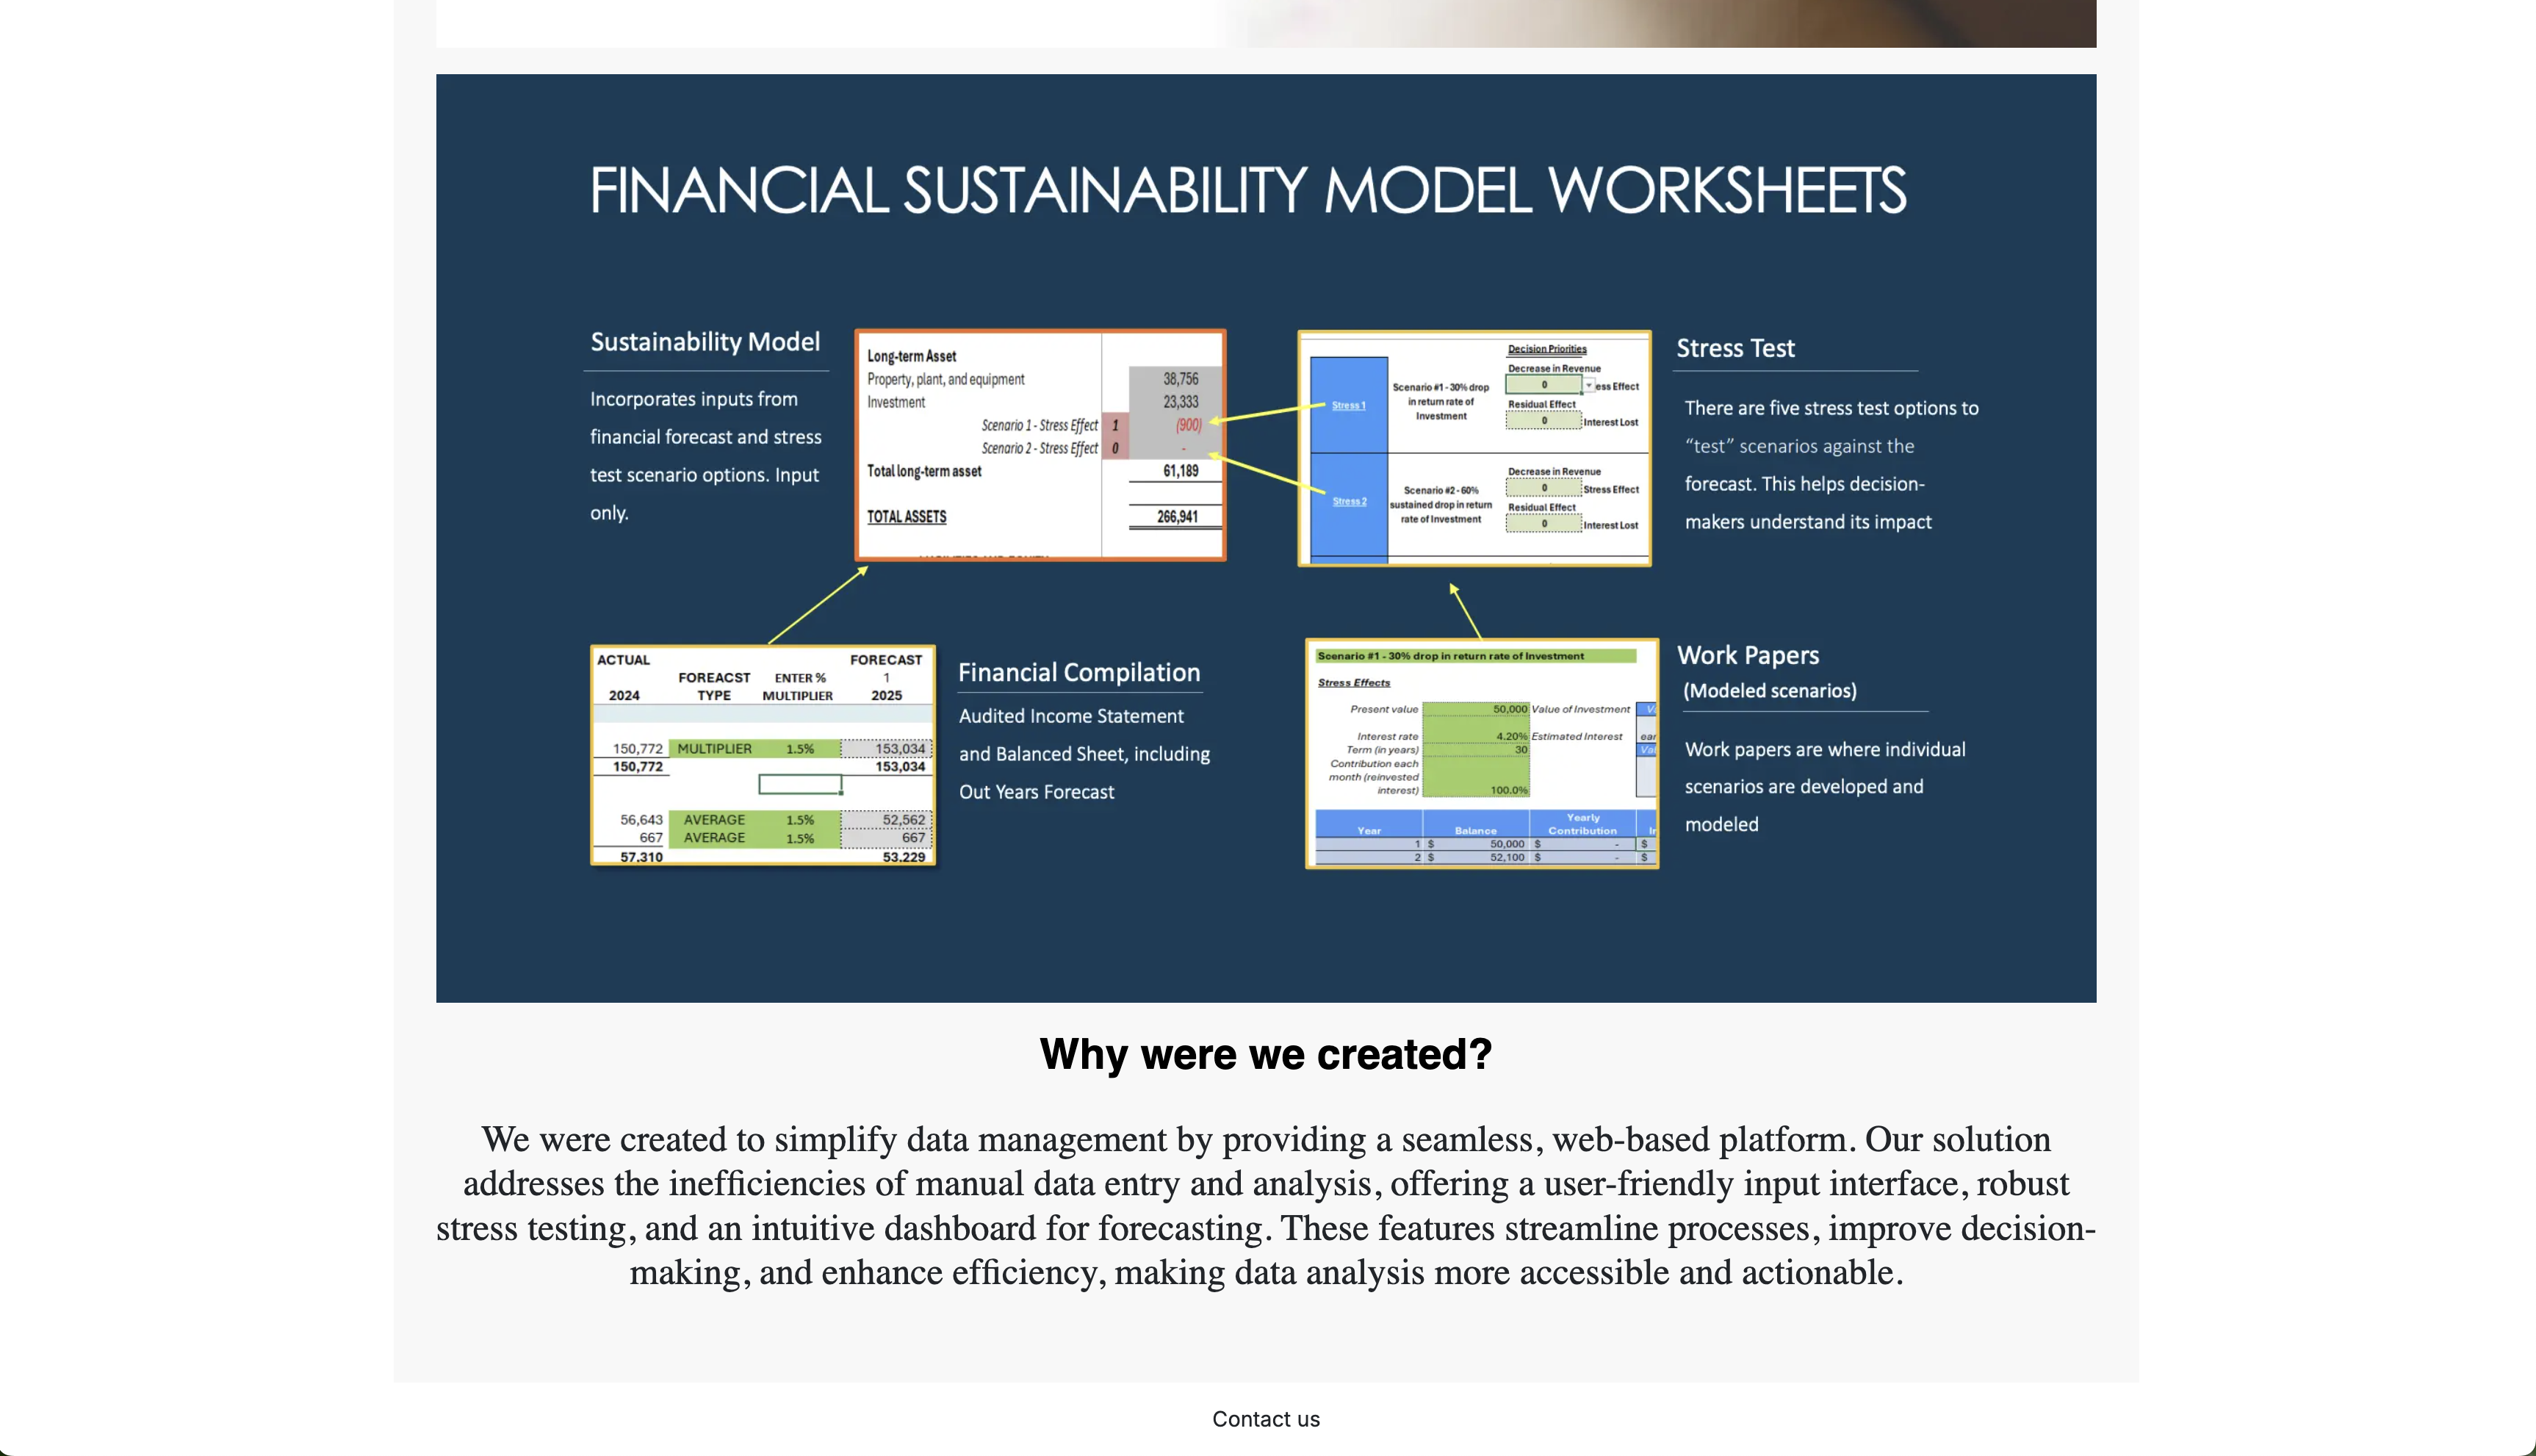 FINANCIAL SUSTAINABILITY MODEL WORKSHEETS
Sustainability Model
Incorporates inputs from
financial forecast and stress
test scenario options. Input
only.
Long-term Asset
Property, plant, and equipment 38,756
Investment 23,333
Scenario 1 - Stress Effect 1 (900)
Scenario 2 - Stress Effect 0 -
Total long-term asset 61,189
TOTAL ASSETS 266,941
Decision Priorities
Stress 1
Scenario #1 - 30% drop
in return rate of
Investment
Decrease in Revenue
0 ess Effect
Residual Effect
0 Interest Lost
Stress 2
Scenario #2 - 60%
sustained drop in return
rate of Investment
Decrease in Revenue
0 Stress Effect
Residual Effect
0 Interest Lost
Stress Test
There are five stress test options to
“test” scenarios against the
forecast. This helps decision-
makers understand its impact
ACTUAL FORECAST
FOREACST ENTER % 1
2024 TYPE MULTIPLIER 2025
150,772 MULTIPLIER 1.5% 153,034
150,772 153,034
56,643 AVERAGE 1.5% 52,562
667 AVERAGE 1.5% 667
57,310 53,229
Financial Compilation
Audited Income Statement
and Balanced Sheet, including
Out Years Forecast
Scenario #1 - 30% drop in return rate of Investment
Stress Effects
Present value 50,000 Value of Investment
Interest rate 4.20% Estimated Interest ear
Term (in years) 30 Val
Contribution each
month (reinvested
interest) 100.0%
Yearly
Year Balance Contribution
1 $ 50,000 $ - $
2 $ 52,100 $ - $
Work Papers
(Modeled scenarios)
Work papers are where individual
scenarios are developed and
modeled
Why were we created?
We were created to simplify data management by providing a seamless, web-based platform. Our solution
addresses the inefficiencies of manual data entry and analysis, offering a user-friendly input interface, robust
stress testing, and an intuitive dashboard for forecasting. These features streamline processes, improve decision-
making, and enhance efficiency, making data analysis more accessible and actionable.
Contact us